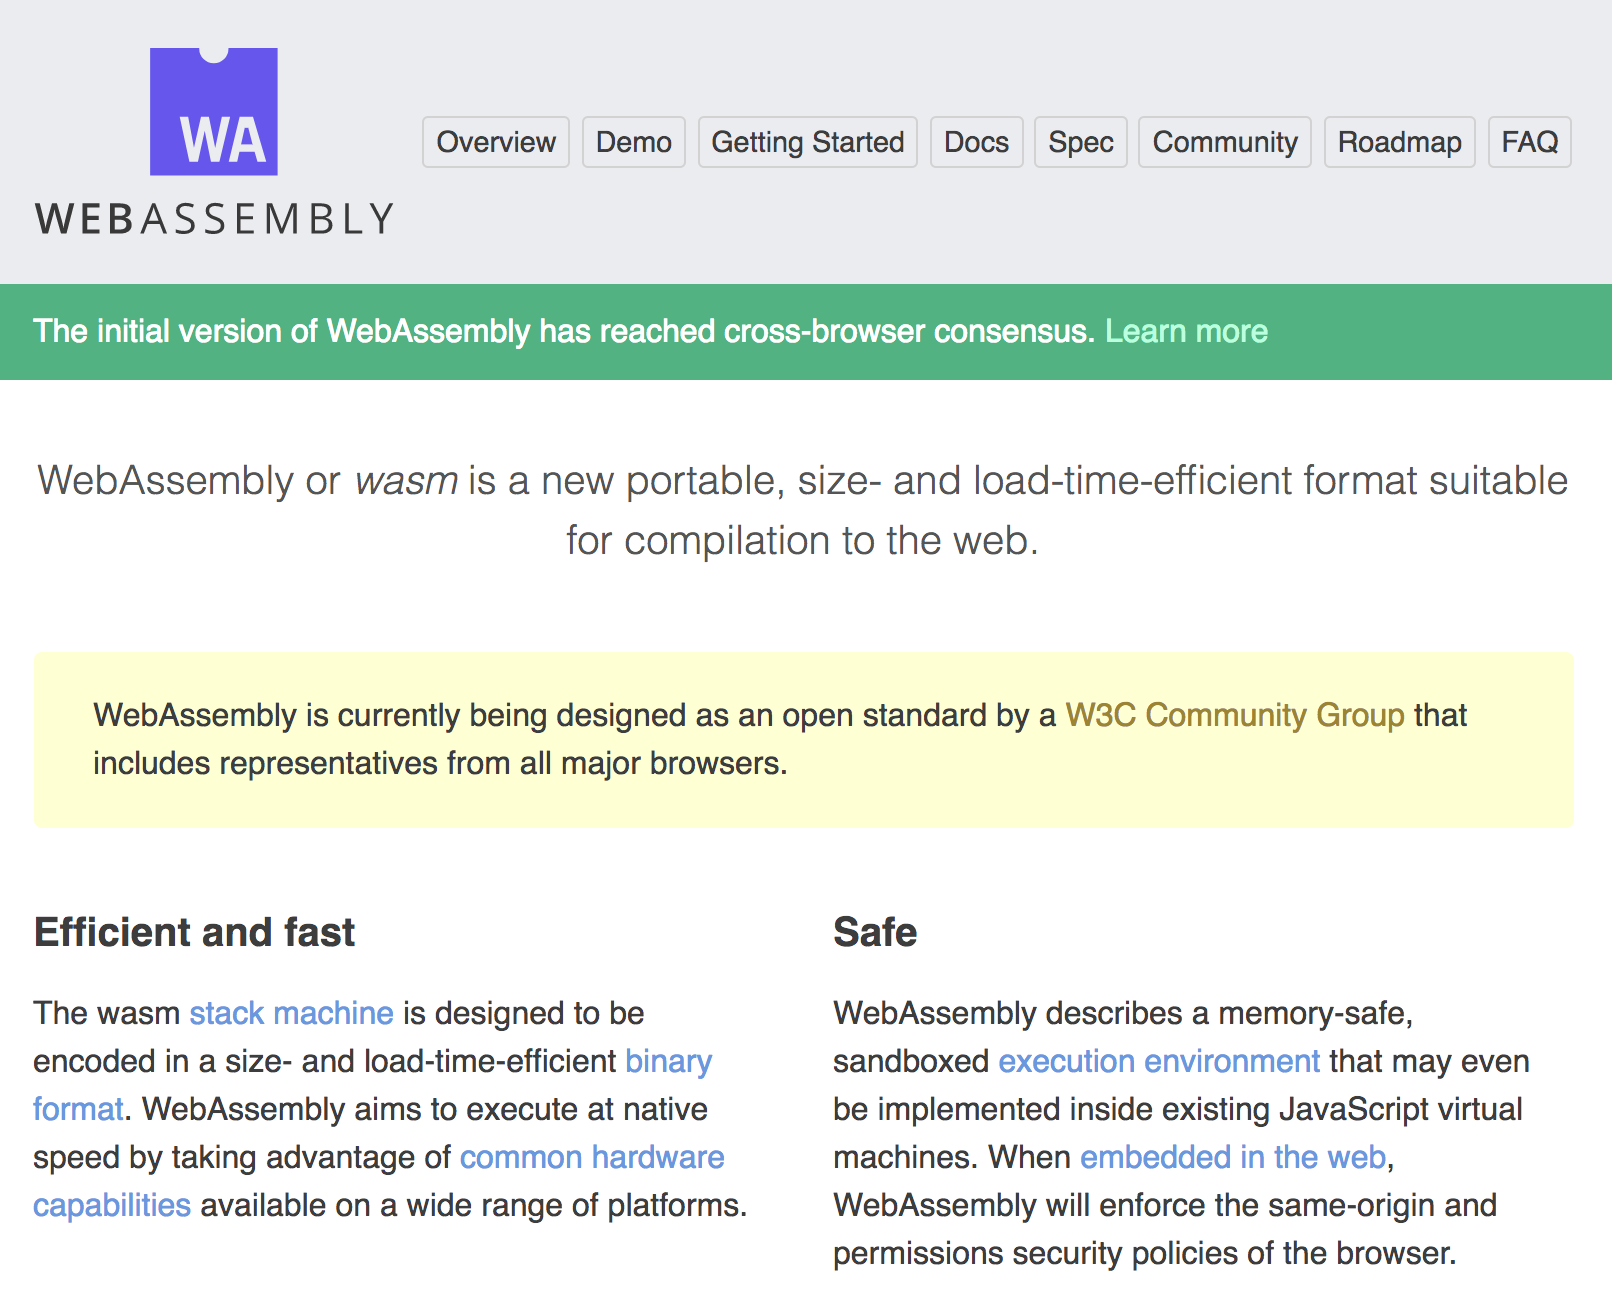 WA
WEBASSEMBLY
Overview Demo Getting Started Docs Spec Community Roadmap FAQ
The initial version of WebAssembly has reached cross-browser consensus. Learn more
WebAssembly or wasm is a new portable, size- and load-time-efficient format suitable
for compilation to the web.
WebAssembly is currently being designed as an open standard by a W3C Community Group that
includes representatives from all major browsers.
Efficient and fast
The wasm stack machine is designed to be
encoded in a size- and load-time-efficient binary
format. WebAssembly aims to execute at native
speed by taking advantage of common hardware
capabilities available on a wide range of platforms.
Safe
WebAssembly describes a memory-safe,
sandboxed execution environment that may even
be implemented inside existing JavaScript virtual
machines. When embedded in the web,
WebAssembly will enforce the same-origin and
permissions security policies of the browser.